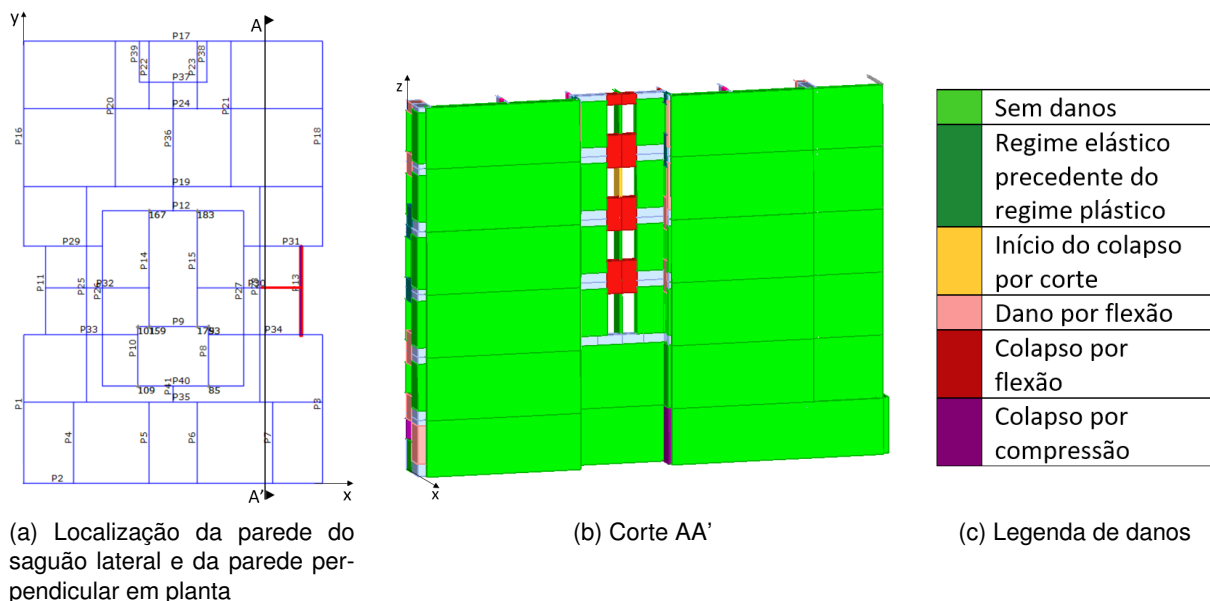 y
A
P17
P39
P22
P23
P38
P37
P20
P24
P21
P16
P36
P18
P19
P12
167
183
P29
P31
P11
P25
P26
P32
P14
P15
P27
P30
P13
P33
P9
P34
159
P10
P8
93
109
P41
P40
85
P35
P1
P3
P4
P5
P6
P7
P2
A'
x
(a) Localização da parede do
saguão lateral e da parede per-
pendicular em planta
z
x
(b) Corte AA'
Sem danos
Regime elástico
precedente do
regime plástico
Início do colapso
por corte
Dano por flexão
Colapso por
flexão
Colapso por
compressão
(c) Legenda de danos